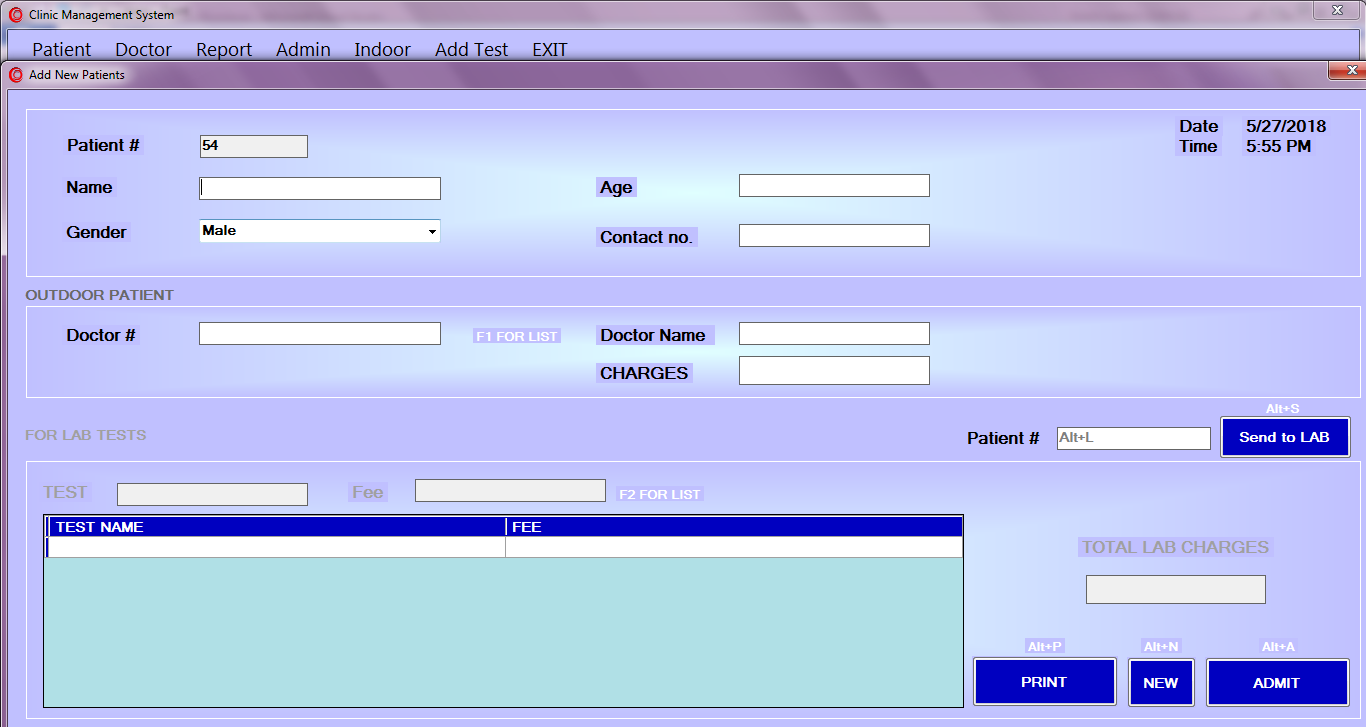 Clinic Management System
Patient Doctor Report Admin Indoor Add Test EXIT
Add New Patients
Date 5/27/2018
Patient # 54
Time 5:55 PM
Name
Age
Gender Male
Contact no.
OUTDOOR PATIENT
Doctor #
F1 FOR LIST
Doctor Name
CHARGES
Alt+S
FOR LAB TESTS
Patient # Alt+L
Send to LAB
TEST
Fee
F2 FOR LIST
TEST NAME FEE
TOTAL LAB CHARGES
Alt+P Alt+N Alt+A
PRINT NEW ADMIT